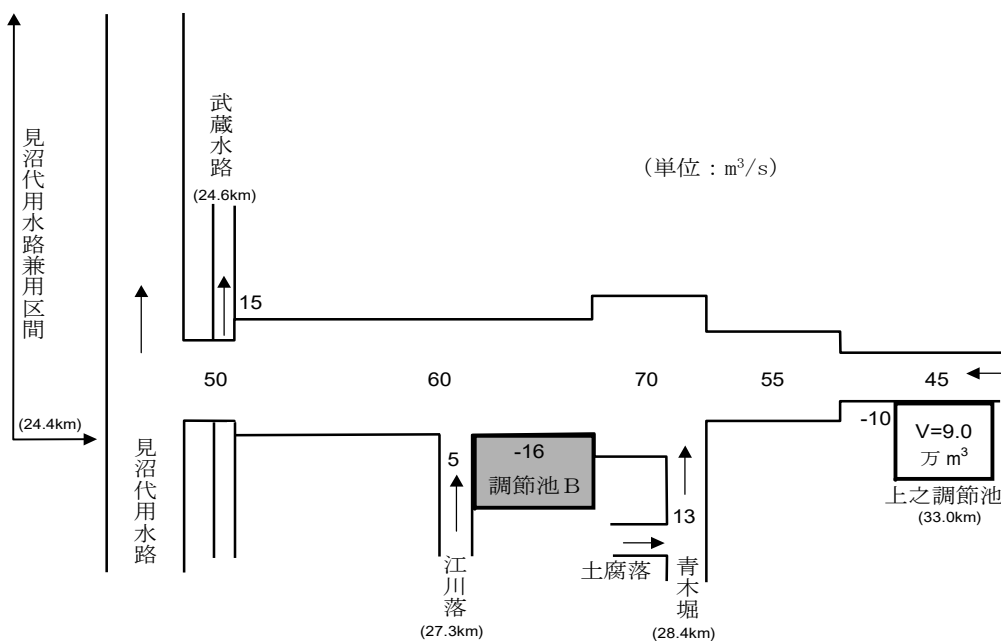 見沼代用水路兼用区間
(24.4km)
見沼代用水路
武蔵水路
(24.6km)
15
(単位：m³/s)
50
60
70
55
45
-10
V=9.0
万 m³
上之調節池
(33.0km)
5
-16
調節池B
13
土腐落
江川落
(27.3km)
青木堀
(28.4km)